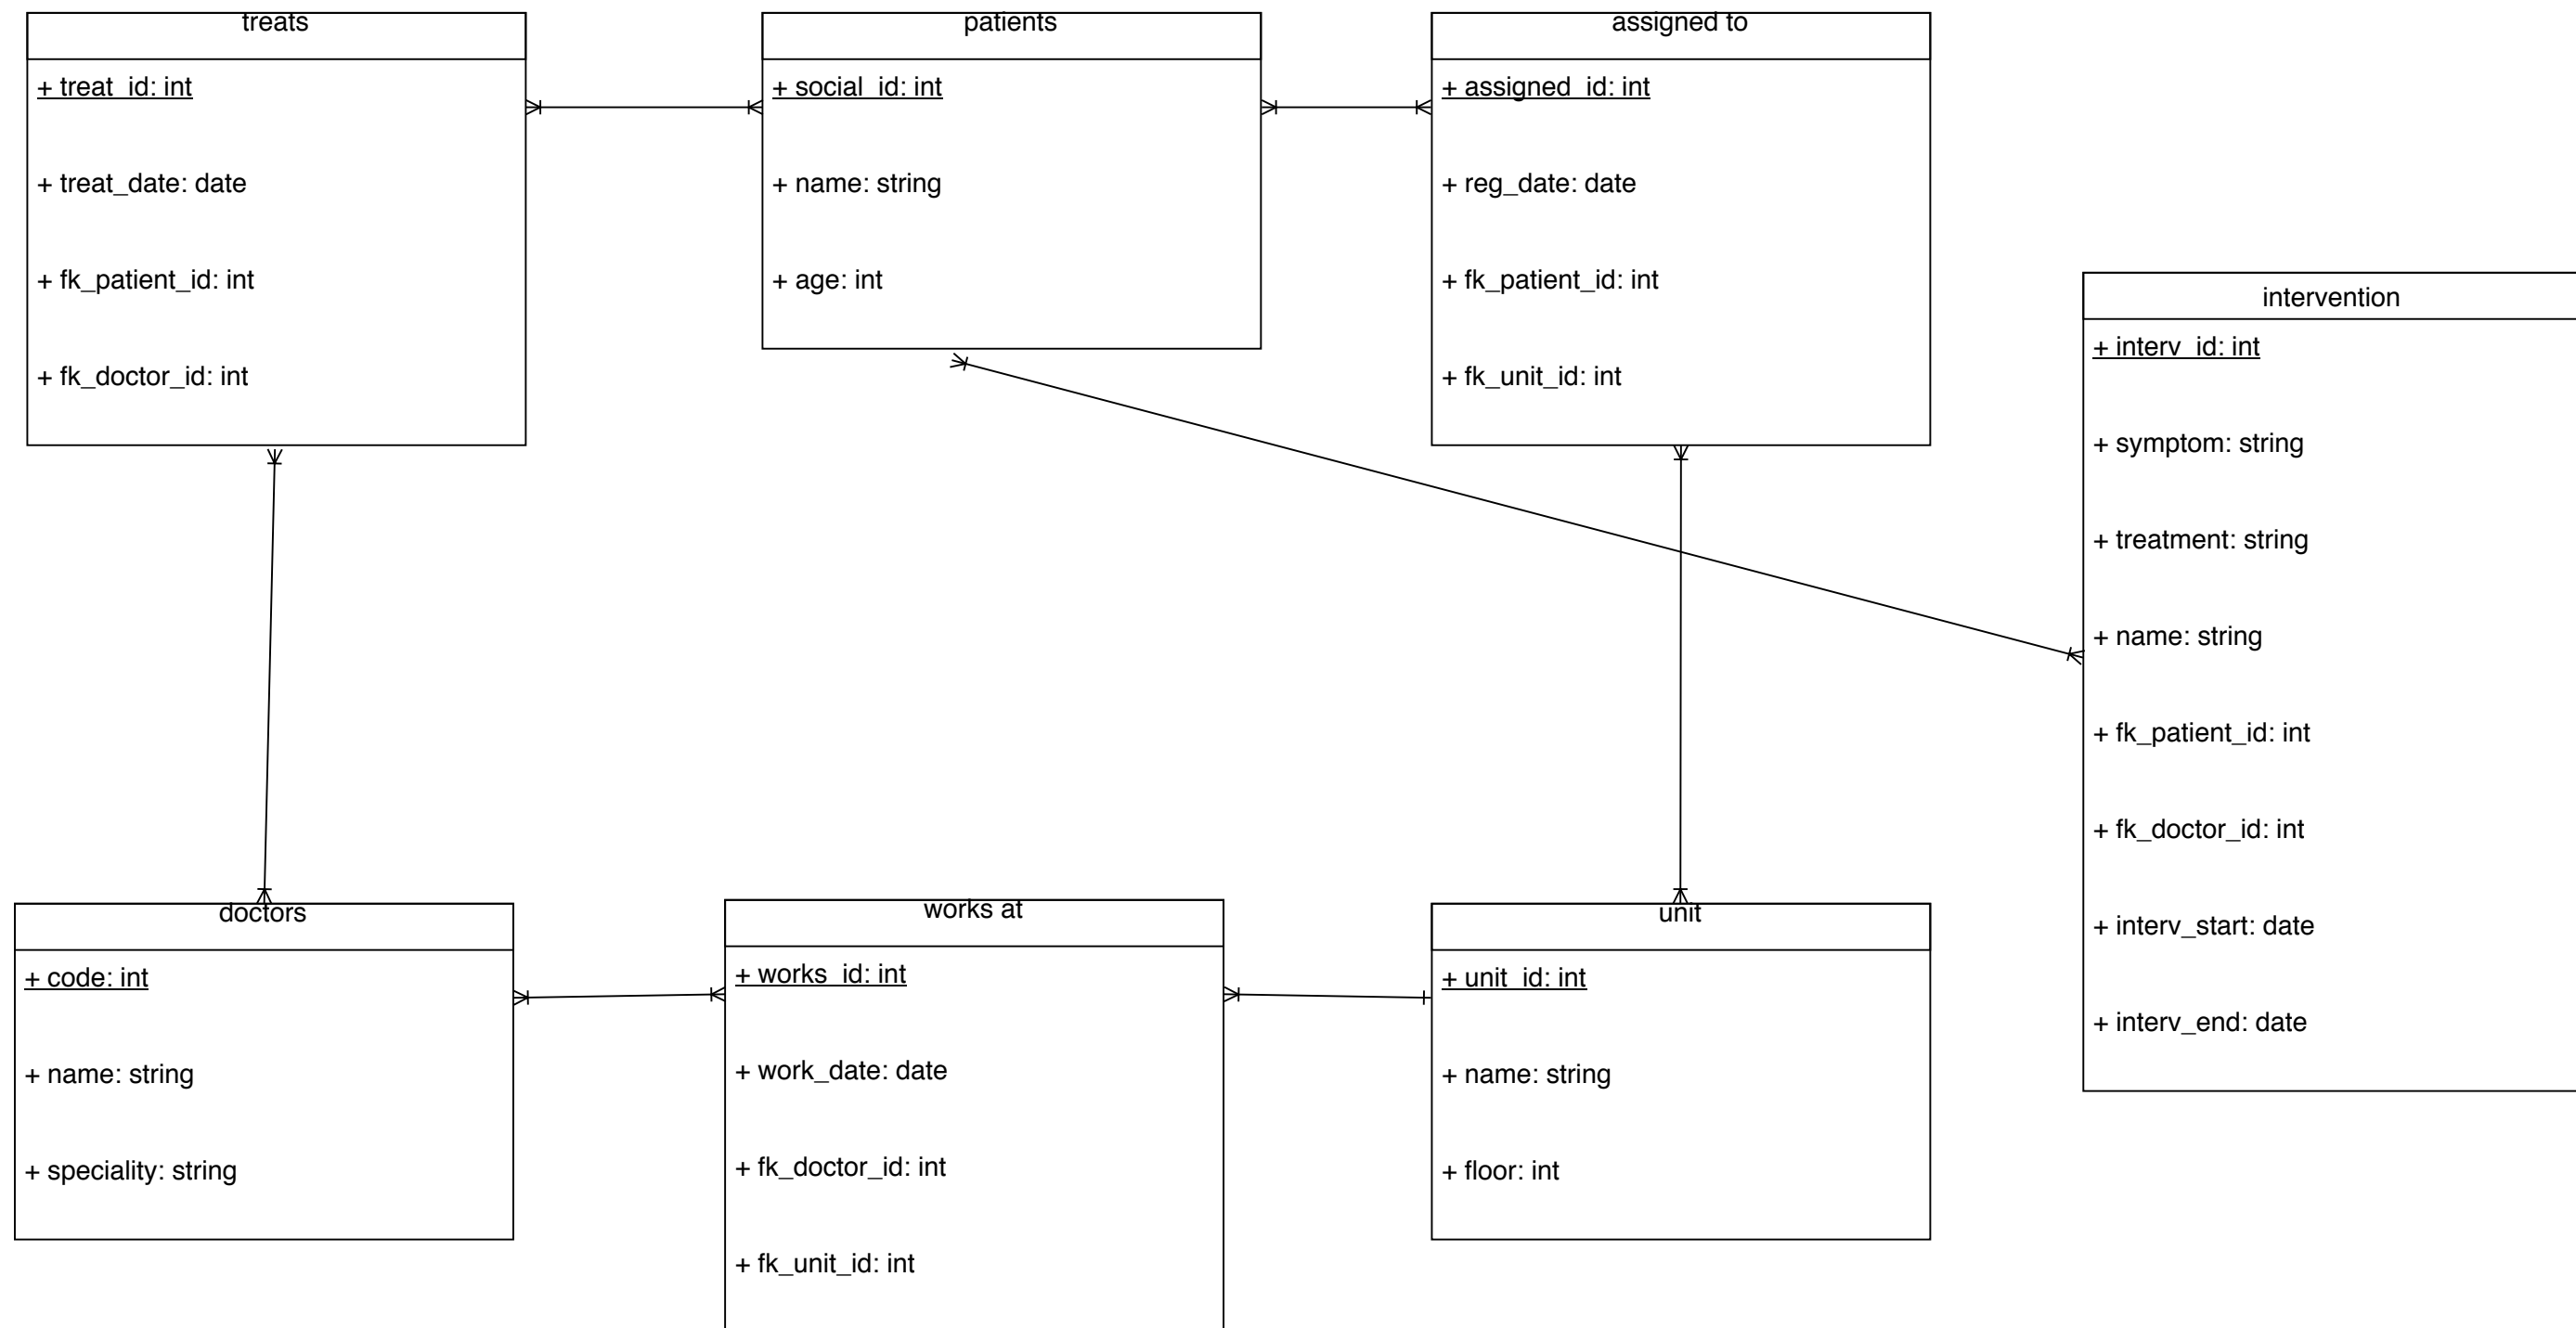 treats
+ treat_id: int
+ treat_date: date
+ fk_patient_id: int
+ fk_doctor_id: int
patients
+ social_id: int
+ name: string
+ age: int
assigned to
+ assigned_id: int
+ reg_date: date
+ fk_patient_id: int
+ fk_unit_id: int
intervention
+ interv_id: int
+ symptom: string
+ treatment: string
+ name: string
+ fk_patient_id: int
+ fk_doctor_id: int
+ interv_start: date
+ interv_end: date
doctors
+ code: int
+ name: string
+ speciality: string
works at
+ works_id: int
+ work_date: date
+ fk_doctor_id: int
+ fk_unit_id: int
unit
+ unit_id: int
+ name: string
+ floor: int